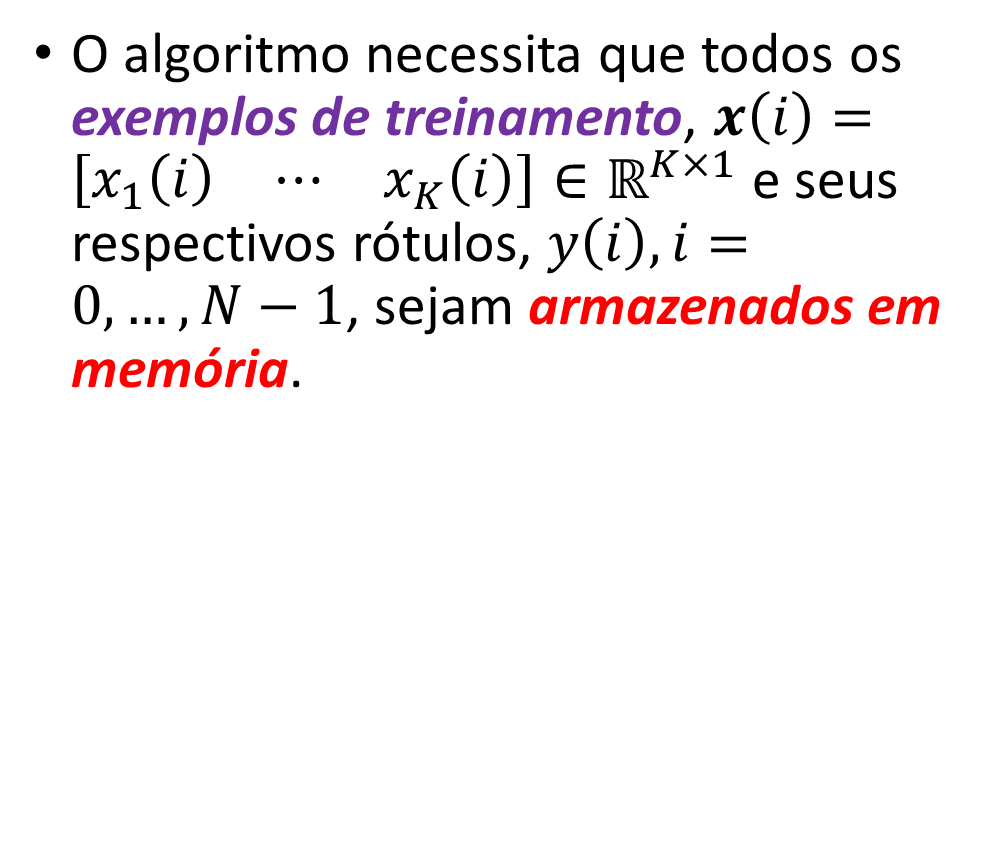 • O algoritmo necessita que todos os
exemplos de treinamento, 𝒙(𝑖) =
[𝑥₁(𝑖) ⋯ 𝑥_𝐾(𝑖)] ∈ ℝ^{𝐾×1} e seus
respectivos rótulos, 𝑦(𝑖), 𝑖 =
0, … , 𝑁 − 1, sejam armazenados em
memória.